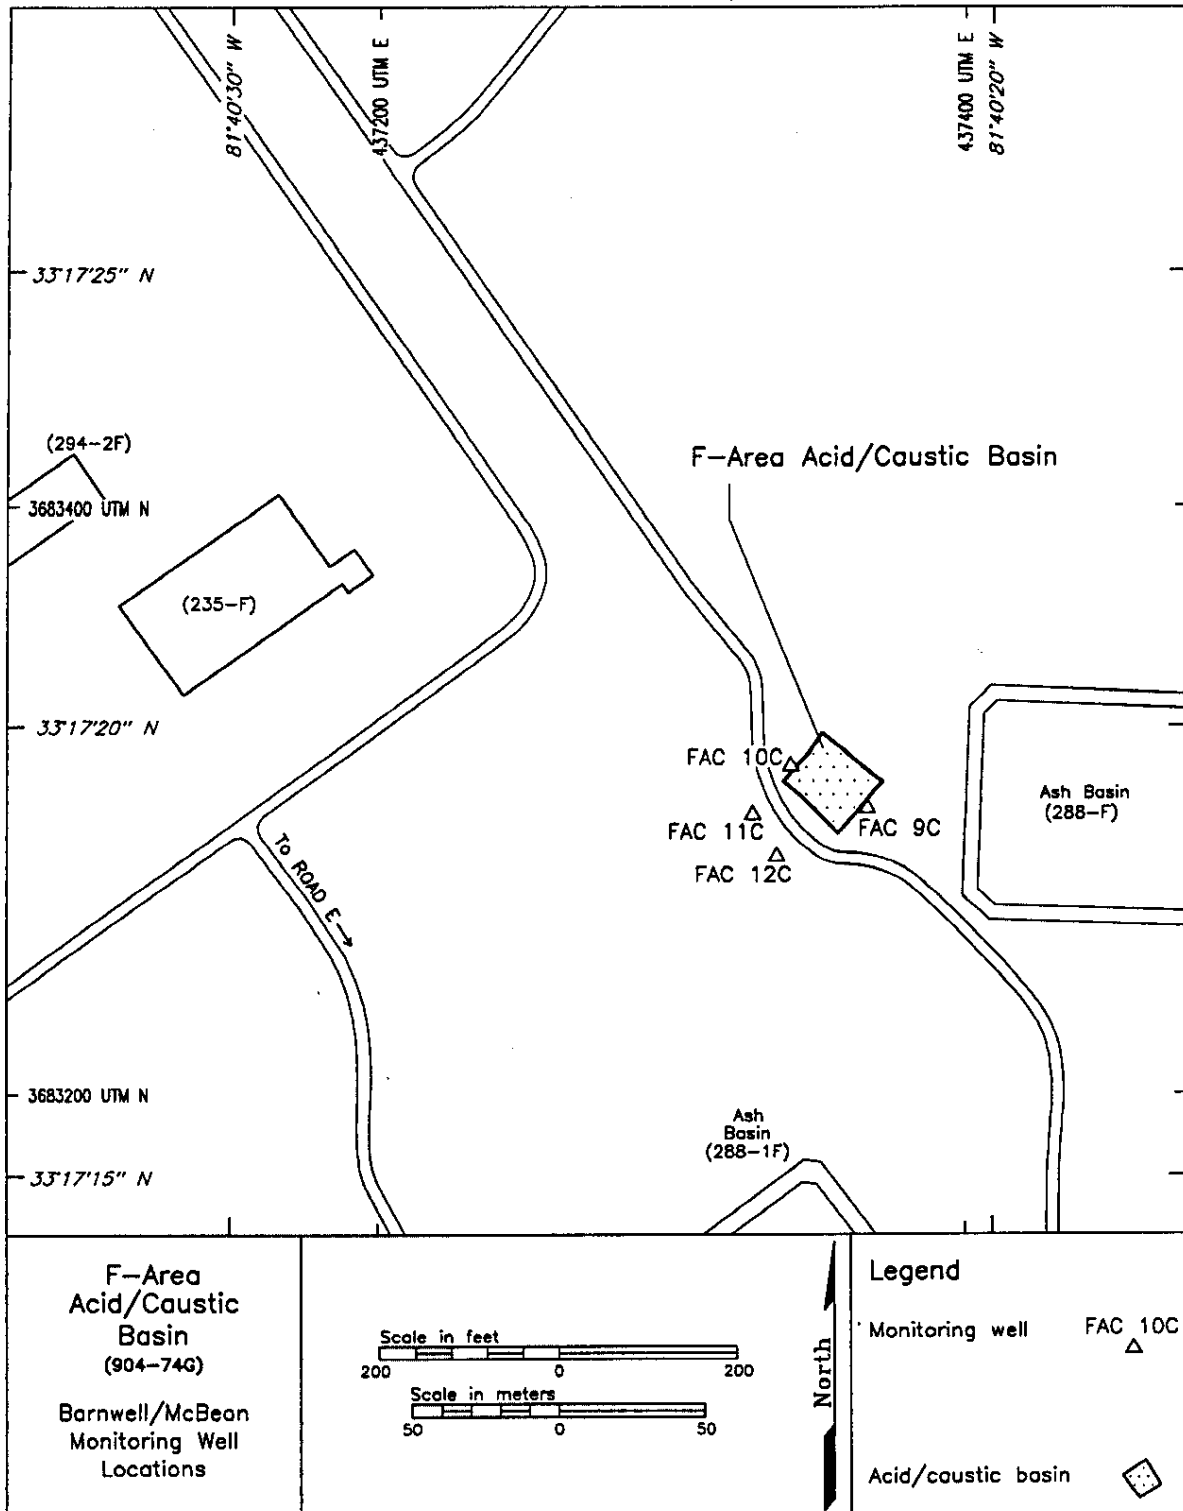 81°40'30" W
437200 UTM E
437400 UTM E
81°40'20" W
33°17'25" N
(294-2F)
3683400 UTM N
F-Area Acid/Caustic Basin
(235-F)
33°17'20" N
FAC 10C
Ash Basin
(288-F)
FAC 11C
FAC 9C
FAC 12C
To ROAD E→
3683200 UTM N
Ash
Basin
(288-1F)
33°17'15" N
F-Area
Acid/Caustic
Basin
(904-74G)
Barnwell/McBean
Monitoring Well
Locations
Scale in feet
200 0 200
Scale in meters
50 0 50
North
Legend
Monitoring well FAC 10C
Acid/caustic basin